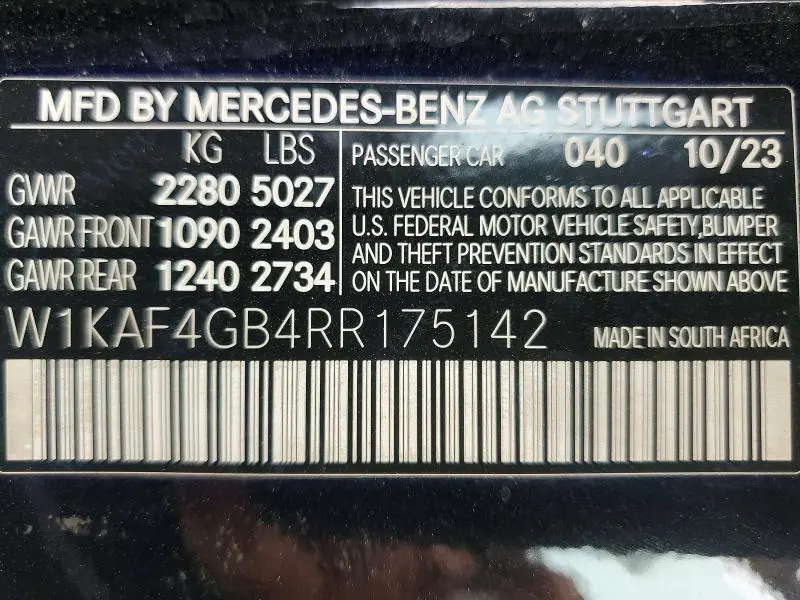 MFD BY MERCEDES-BENZ AG STUTTGART
KG LBS
GVWR 2280 5027
GAWR FRONT 1090 2403
GAWR REAR 1240 2734
PASSENGER CAR 040 10/23
THIS VEHICLE CONFORMS TO ALL APPLICABLE
U.S. FEDERAL MOTOR VEHICLE SAFETY,BUMPER
AND THEFT PREVENTION STANDARDS IN EFFECT
ON THE DATE OF MANUFACTURE SHOWN ABOVE
W1KAF4GB4RR175142
MADE IN SOUTH AFRICA